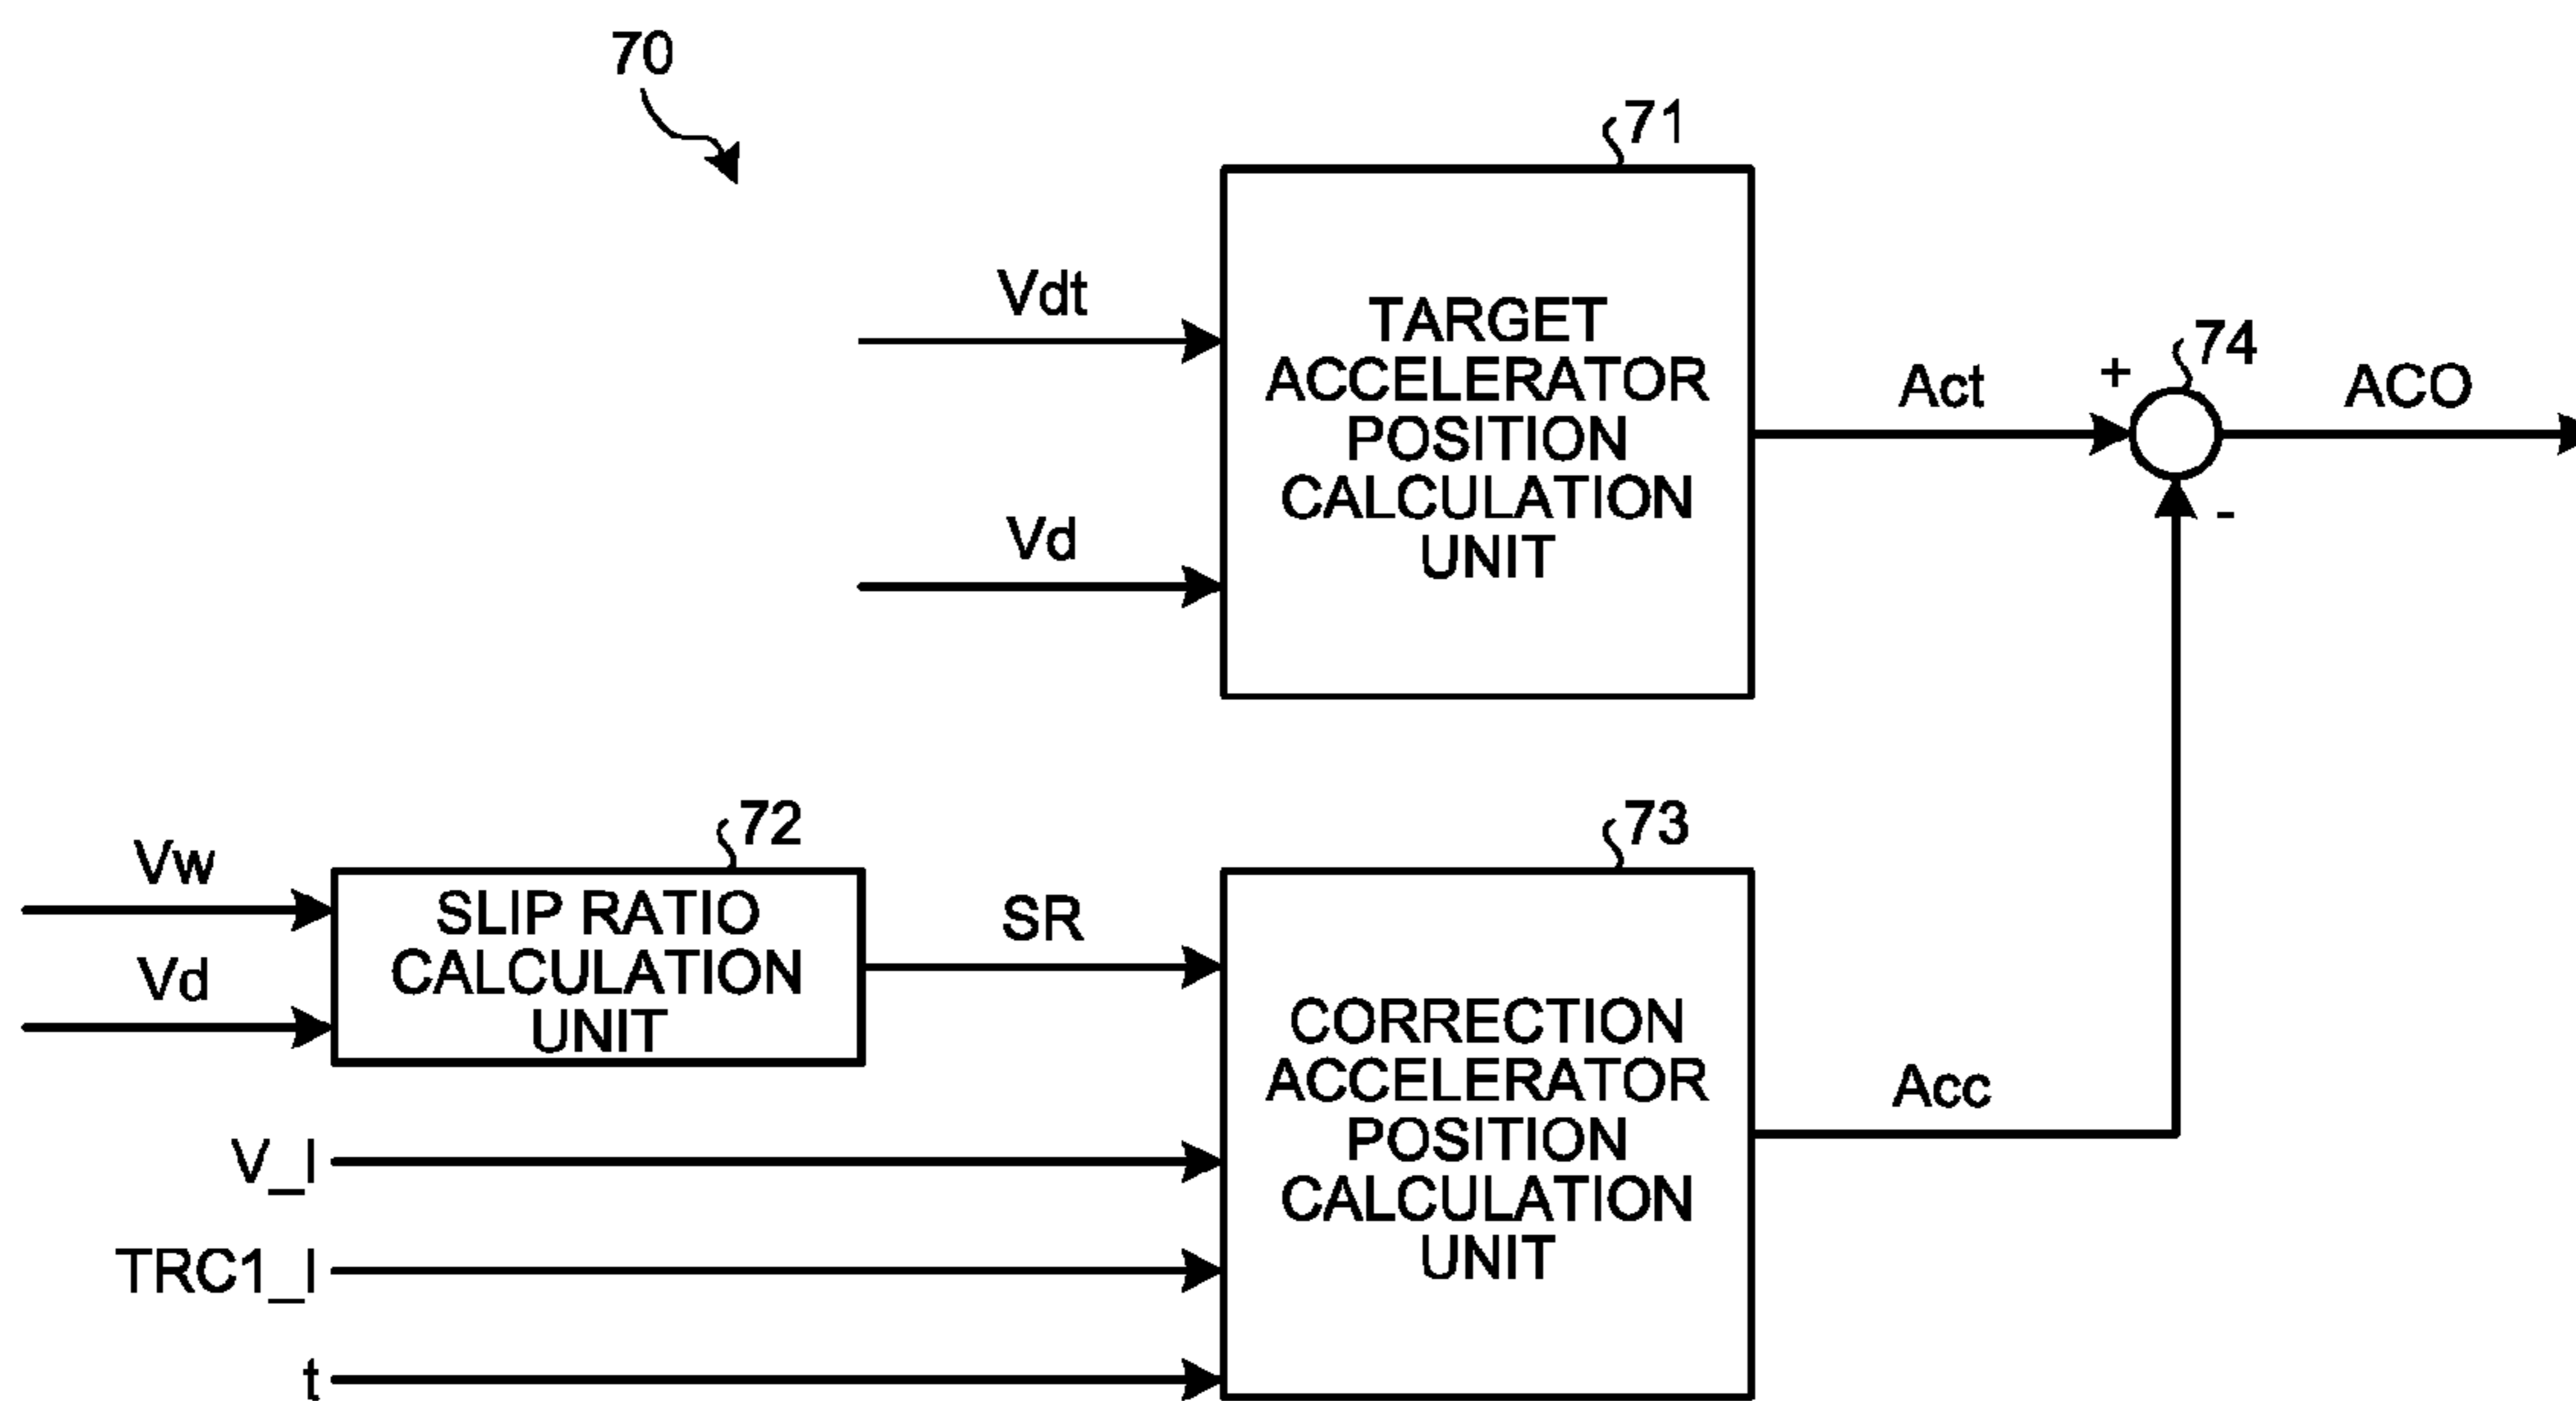 70
71
Vdt
Vd
TARGET
ACCELERATOR
POSITION
CALCULATION
UNIT
Act
+
74
-
ACO
Vw
Vd
72
SLIP RATIO
CALCULATION
UNIT
SR
V_I
TRC1_I
t
73
CORRECTION
ACCELERATOR
POSITION
CALCULATION
UNIT
Acc